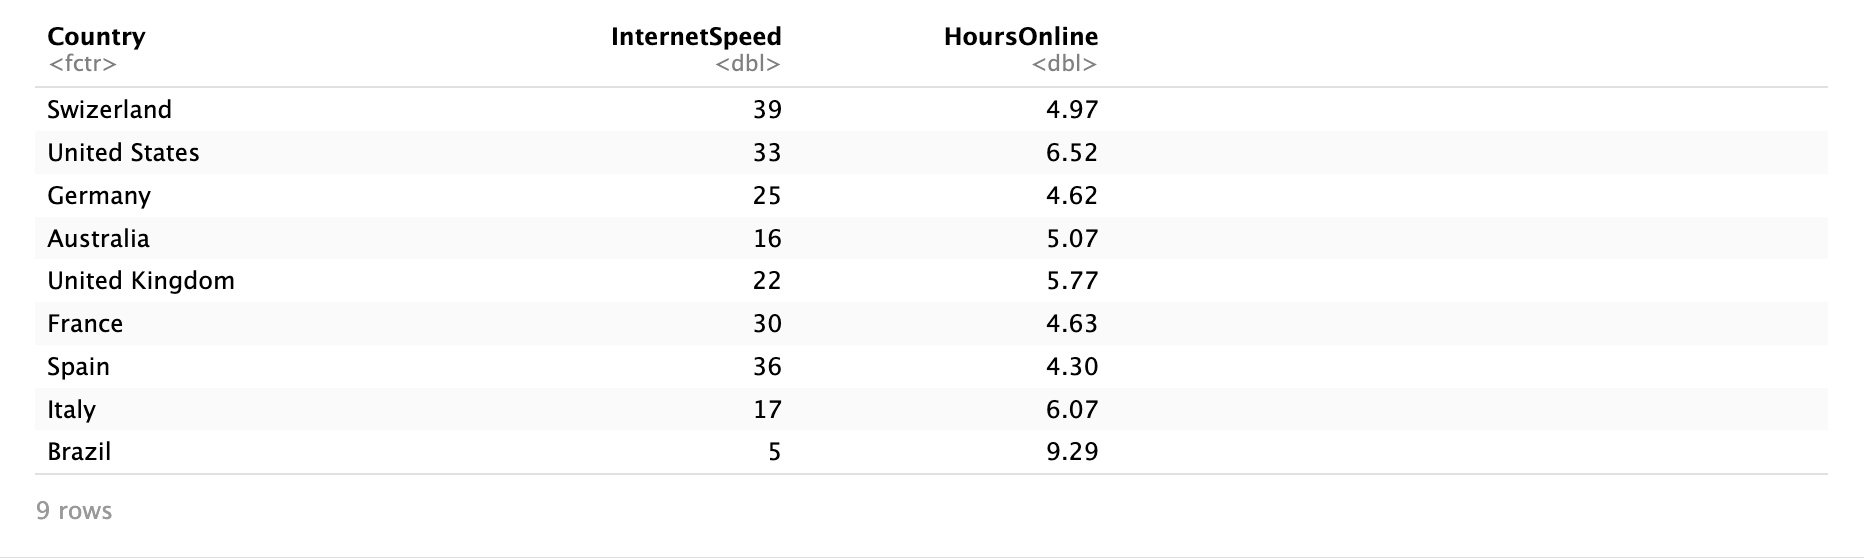 Country InternetSpeed HoursOnline
<fctr> <dbl> <dbl>
Swizerland 39 4.97
United States 33 6.52
Germany 25 4.62
Australia 16 5.07
United Kingdom 22 5.77
France 30 4.63
Spain 36 4.30
Italy 17 6.07
Brazil 5 9.29
9 rows